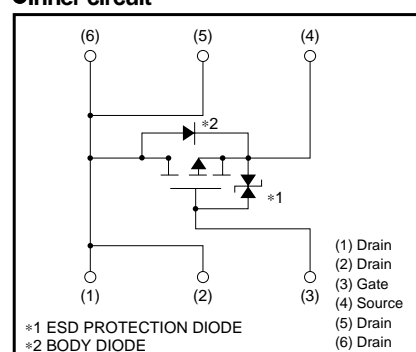 ●Inner circuit
(6) (5) (4)
∗2
∗1
(1) (2) (3)
(1) Drain
(2) Drain
(3) Gate
(4) Source
(5) Drain
(6) Drain
∗1 ESD PROTECTION DIODE
∗2 BODY DIODE